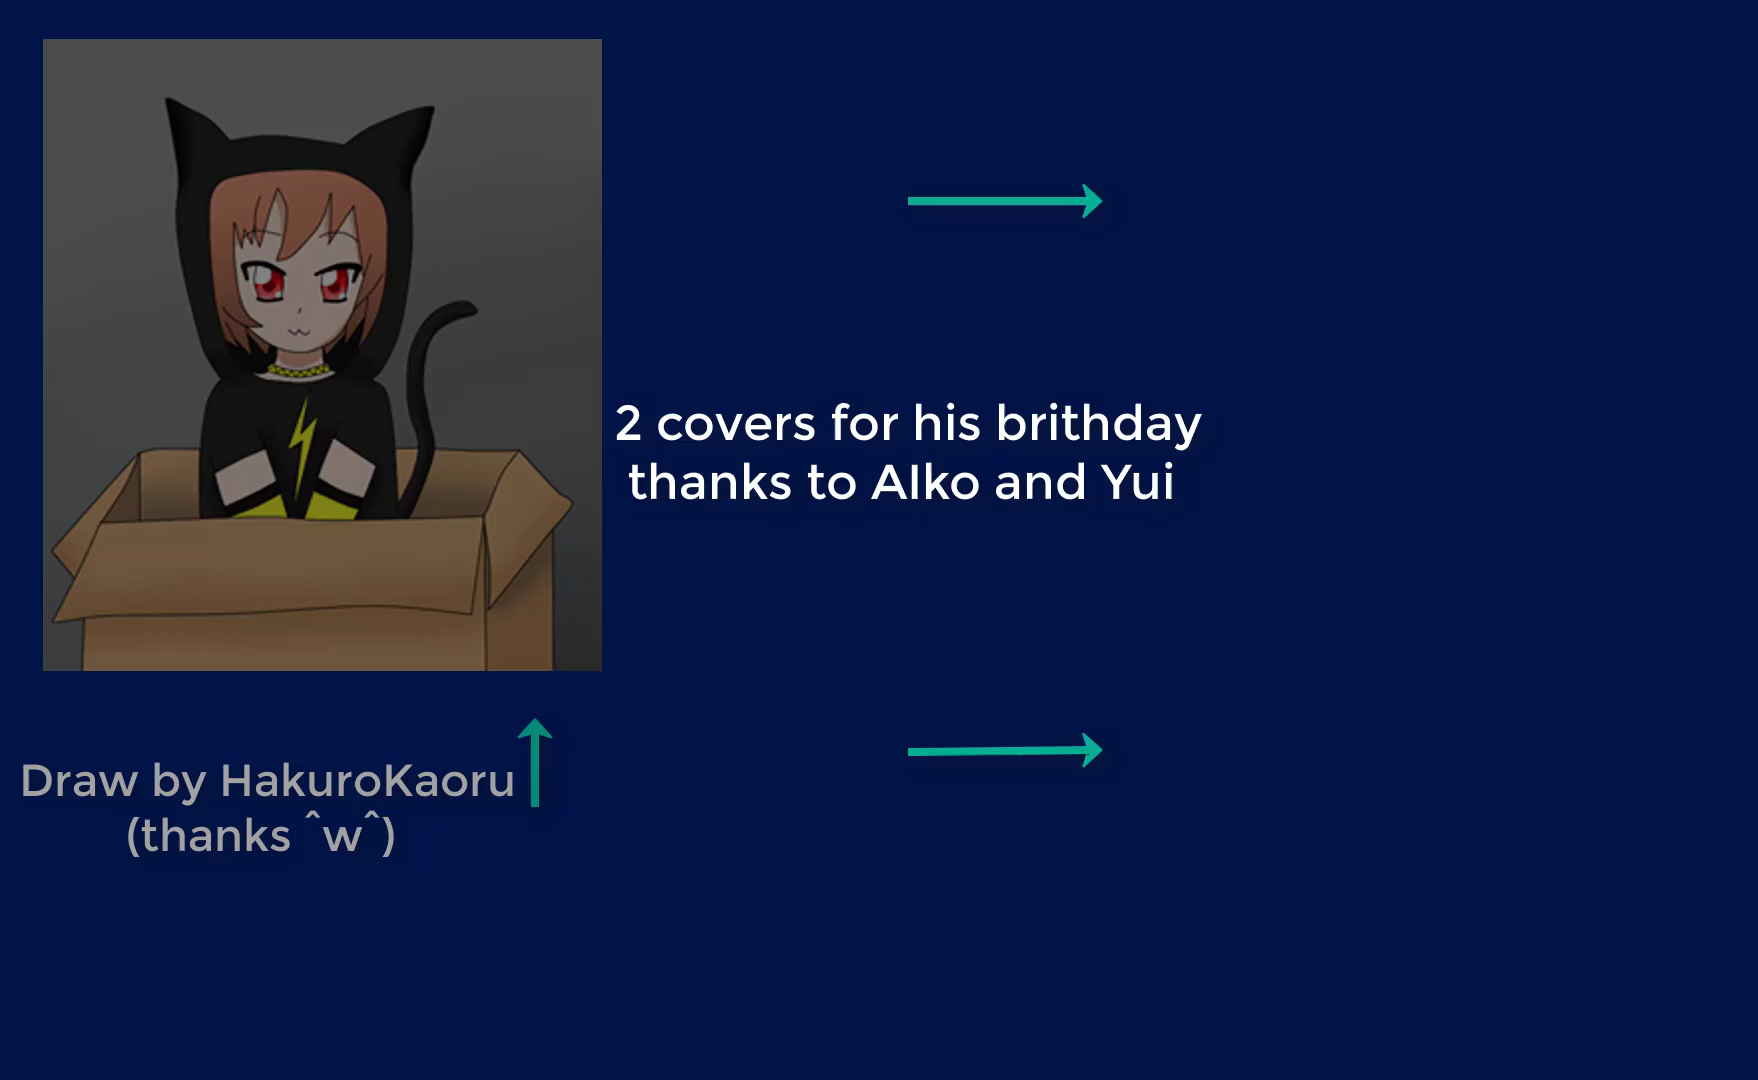 2 covers for his brithday
thanks to AIko and Yui
Draw by HakuroKaoru
(thanks ^w^)